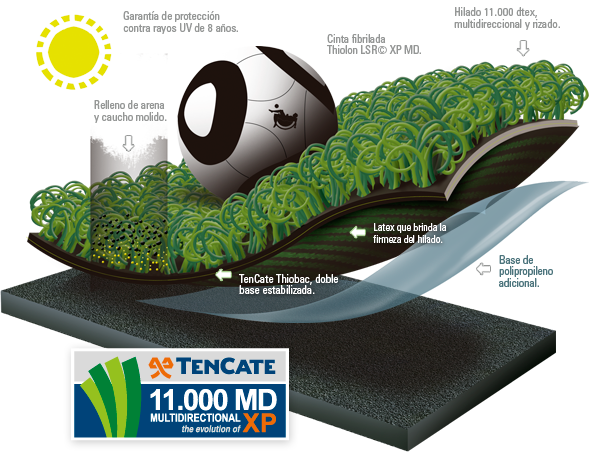 Garantía de protección
contra rayos UV de 8 años.
Cinta fibrilada
Thiolon LSR© XP MD.
Hilado 11.000 dtex,
multidireccional y rizado.
Relleno de arena
y caucho molido.
Latex que brinda la
firmeza del hilado.
TenCate Thiobac, doble
base estabilizada.
Base de
polipropileno
adicional.
TENCATE
11.000 MD
MULTIDIRECTIONAL
the evolution of XP